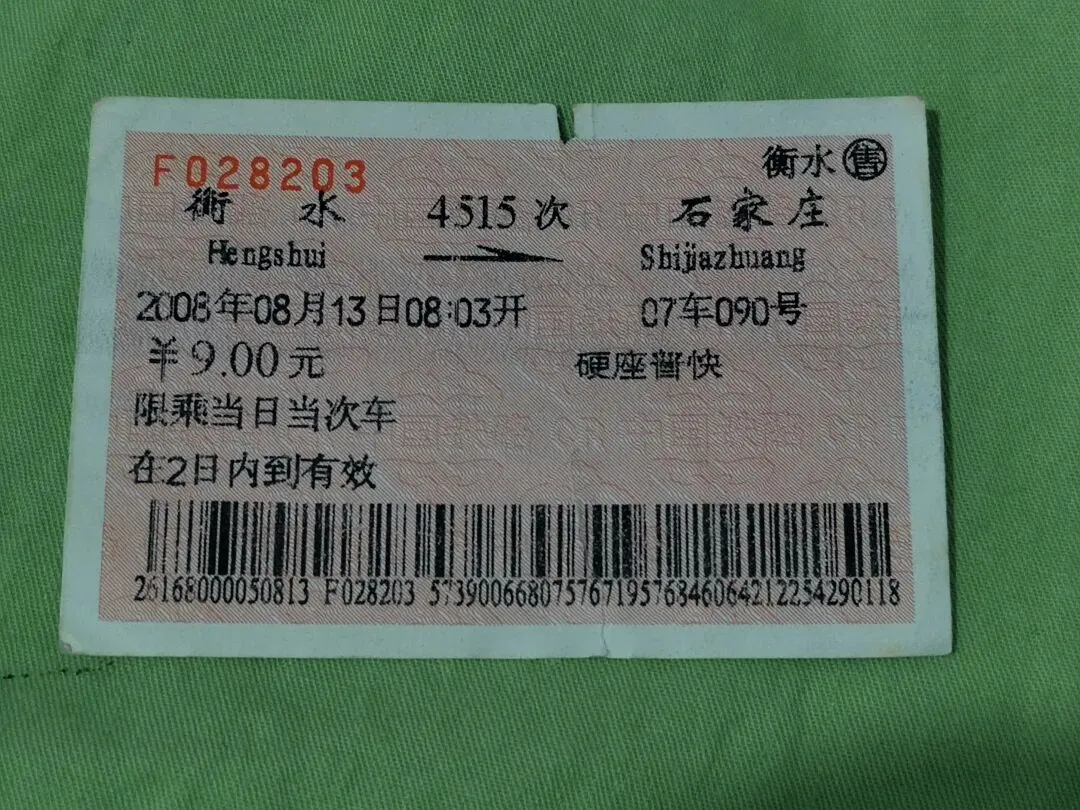 F028203
衡水 售
衡水 4515次 石家庄
Hengshui Shijiazhuang
2008年08月13日08:03开 07车090号
￥9.00元 硬座普快
限乘当日当次车
在2日内到有效
26168000050813 F028203 57390066807576719576846064212254290118